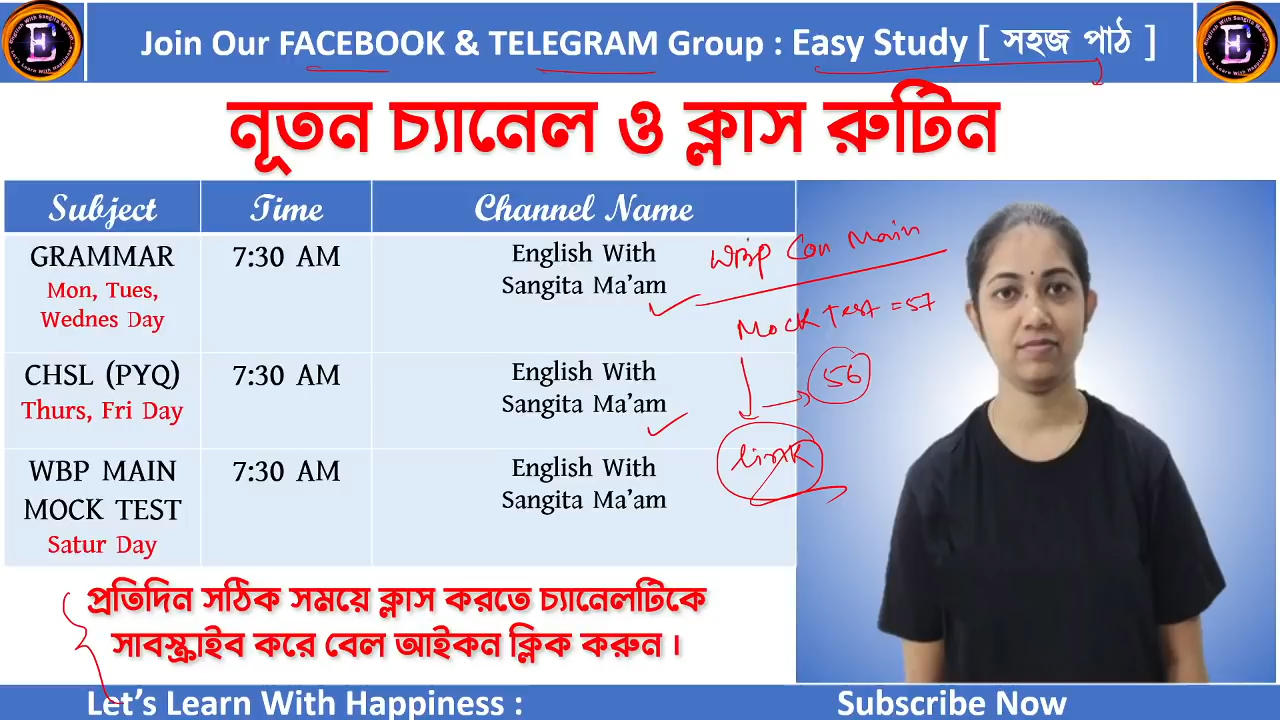 Join Our FACEBOOK & TELEGRAM Group : Easy Study [ সহজ পাঠ ]
নূতন চ্যানেল ও ক্লাস রুটিন
Subject Time Channel Name
GRAMMAR 7:30 AM English With
Mon, Tues, Sangita Ma’am
Wednes Day
CHSL (PYQ) 7:30 AM English With
Thurs, Fri Day Sangita Ma’am
WBP MAIN 7:30 AM English With
MOCK TEST Sangita Ma’am
Satur Day
WBP Con Main
Mock Test = 57
56
link
প্রতিদিন সঠিক সময়ে ক্লাস করতে চ্যানেলটিকে
সাবস্ক্রাইব করে বেল আইকন ক্লিক করুন।
Let’s Learn With Happiness : Subscribe Now